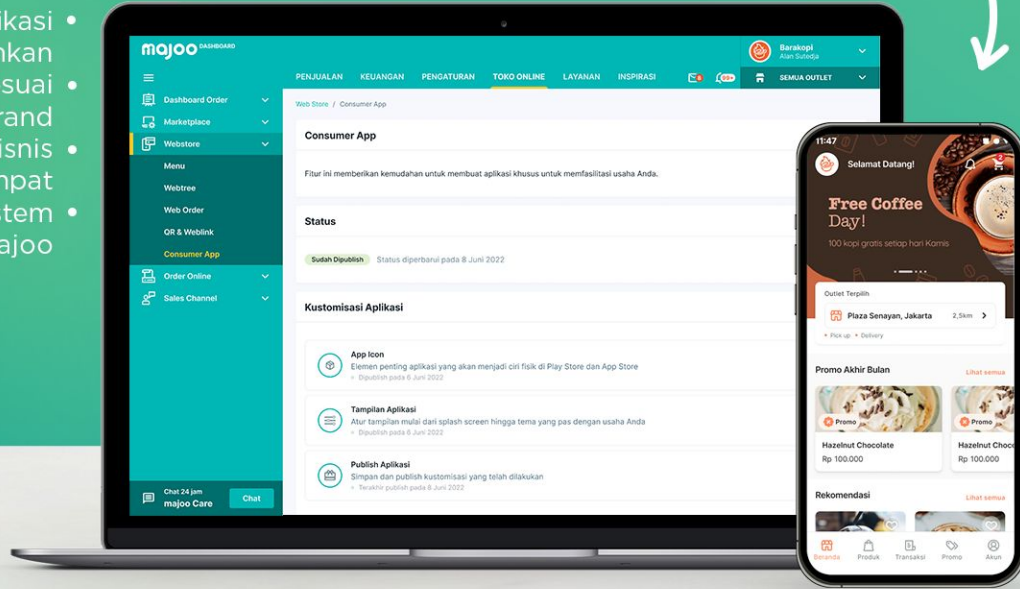 ikasi •
nkan
suai •
rand
isnis •
mpat
stem •
ajoo
majoo DASHBOARD
Barakopi
Alan Sutedja
PENJUALAN KEUANGAN PENGATURAN TOKO ONLINE LAYANAN INSPIRASI
SEMUA OUTLET
Dashboard Order
Marketplace
Webstore
Menu
Webtree
Web Order
QR & Weblink
Consumer App
Order Online
Sales Channel
Chat 24 jam
majoo Care
Chat
Web Store / Consumer App
Consumer App
Fitur ini memberikan kemudahan untuk membuat aplikasi khusus untuk memfasilitasi usaha Anda.
Status
Sudah Dipublish Status diperbarui pada 8 Juni 2022
Kustomisasi Aplikasi
App Icon
Elemen penting aplikasi yang akan menjadi ciri fisik di Play Store dan App Store
• Dipublish pada 6 Juni 2022
Tampilan Aplikasi
Atur tampilan mulai dari splash screen hingga tema yang pas dengan usaha Anda
• Dipublish pada 6 Juni 2022
Publish Aplikasi
Simpan dan publish kustomisasi yang telah dilakukan
• Terakhir publish pada 8 Juni 2022
11:47
Selamat Datang!
Free Coffee
Day!
100 kopi gratis setiap hari Kamis
Outlet Terpilih
Plaza Senayan, Jakarta 2,5km
• Pick up • Delivery
Promo Akhir Bulan Lihat semua
Promo Promo
Hazelnut Chocolate Hazelnut Choc
Rp 100.000 Rp 100.000
Rekomendasi Lihat semua
Beranda Produk Transaksi Promo Akun